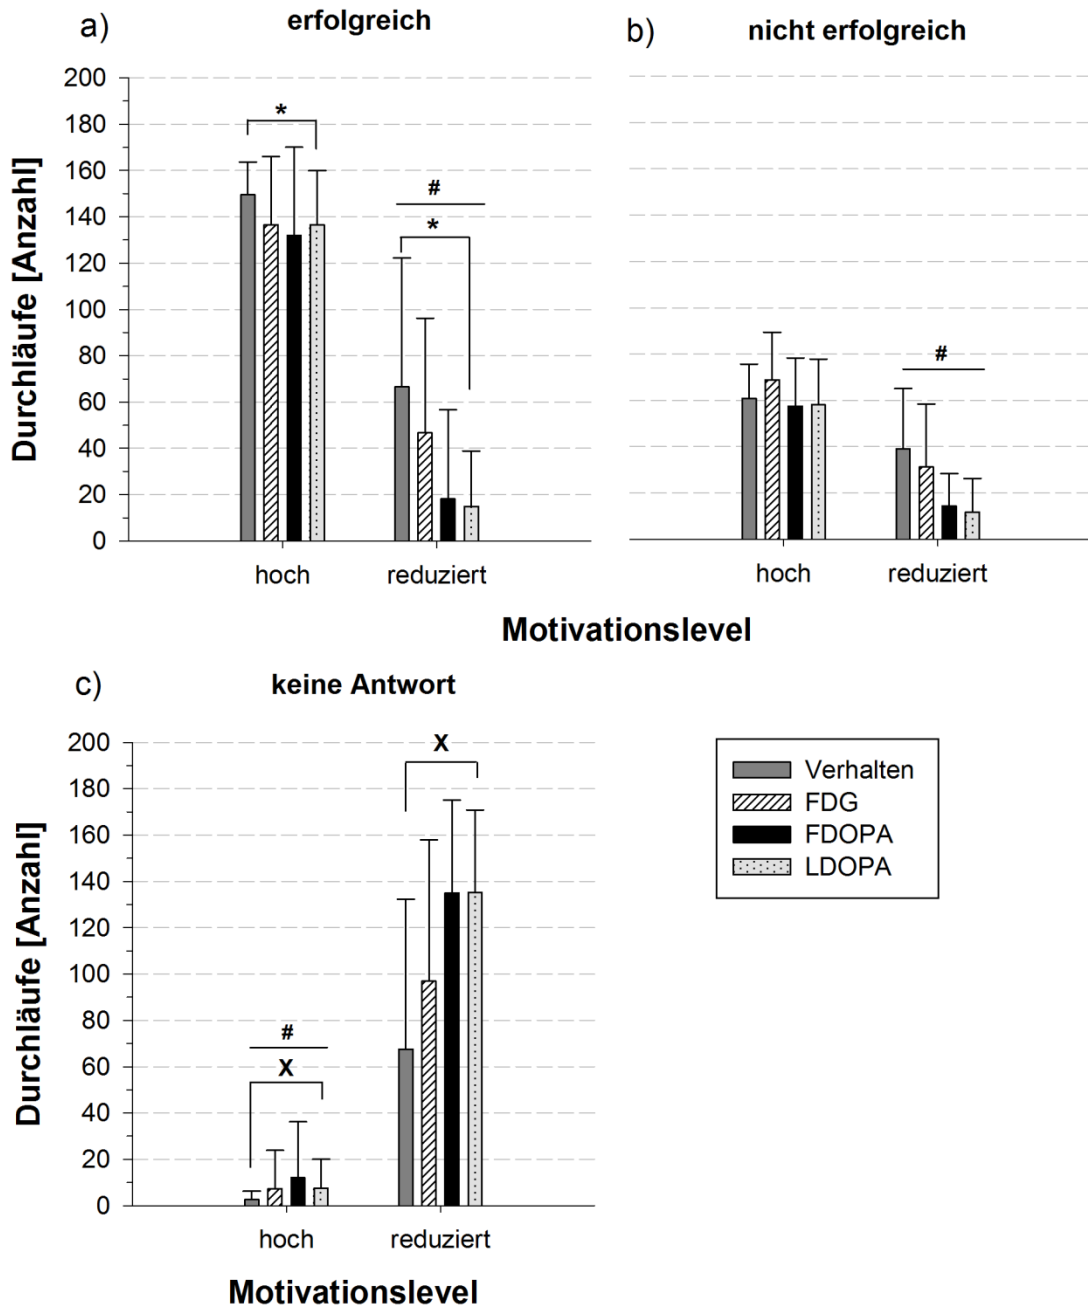 a)
erfolgreich
b)
nicht erfolgreich
Durchläufe [Anzahl]
200
180
160
140
120
100
80
60
40
20
0
*
#
*
#
hoch
reduziert
hoch
reduziert
Motivationslevel
c)
keine Antwort
Durchläufe [Anzahl]
200
180
160
140
120
100
80
60
40
20
0
X
#
X
hoch
reduziert
Motivationslevel
Verhalten
FDG
FDOPA
LDOPA